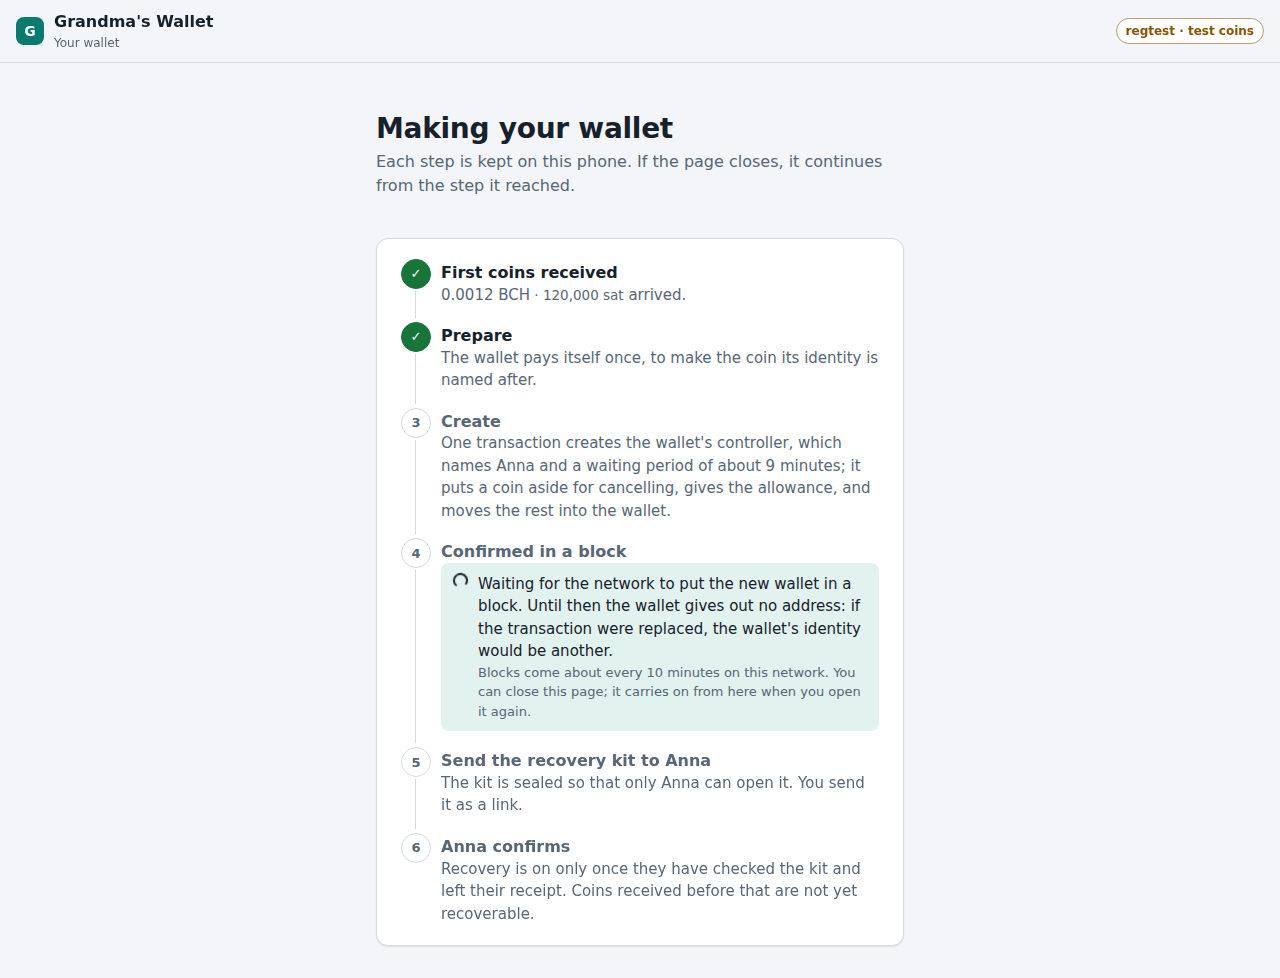 G
Grandma's Wallet
Your wallet
regtest · test coins
Making your wallet
Each step is kept on this phone. If the page closes, it continues
from the step it reached.
✓
First coins received
0.0012 BCH · 120,000 sat arrived.
✓
Prepare
The wallet pays itself once, to make the coin its identity is
named after.
3
Create
One transaction creates the wallet's controller, which
names Anna and a waiting period of about 9 minutes; it
puts a coin aside for cancelling, gives the allowance, and
moves the rest into the wallet.
4
Confirmed in a block
Waiting for the network to put the new wallet in a
block. Until then the wallet gives out no address: if
the transaction were replaced, the wallet's identity
would be another.
Blocks come about every 10 minutes on this network. You
can close this page; it carries on from here when you open
it again.
5
Send the recovery kit to Anna
The kit is sealed so that only Anna can open it. You send
it as a link.
6
Anna confirms
Recovery is on only once they have checked the kit and
left their receipt. Coins received before that are not yet
recoverable.